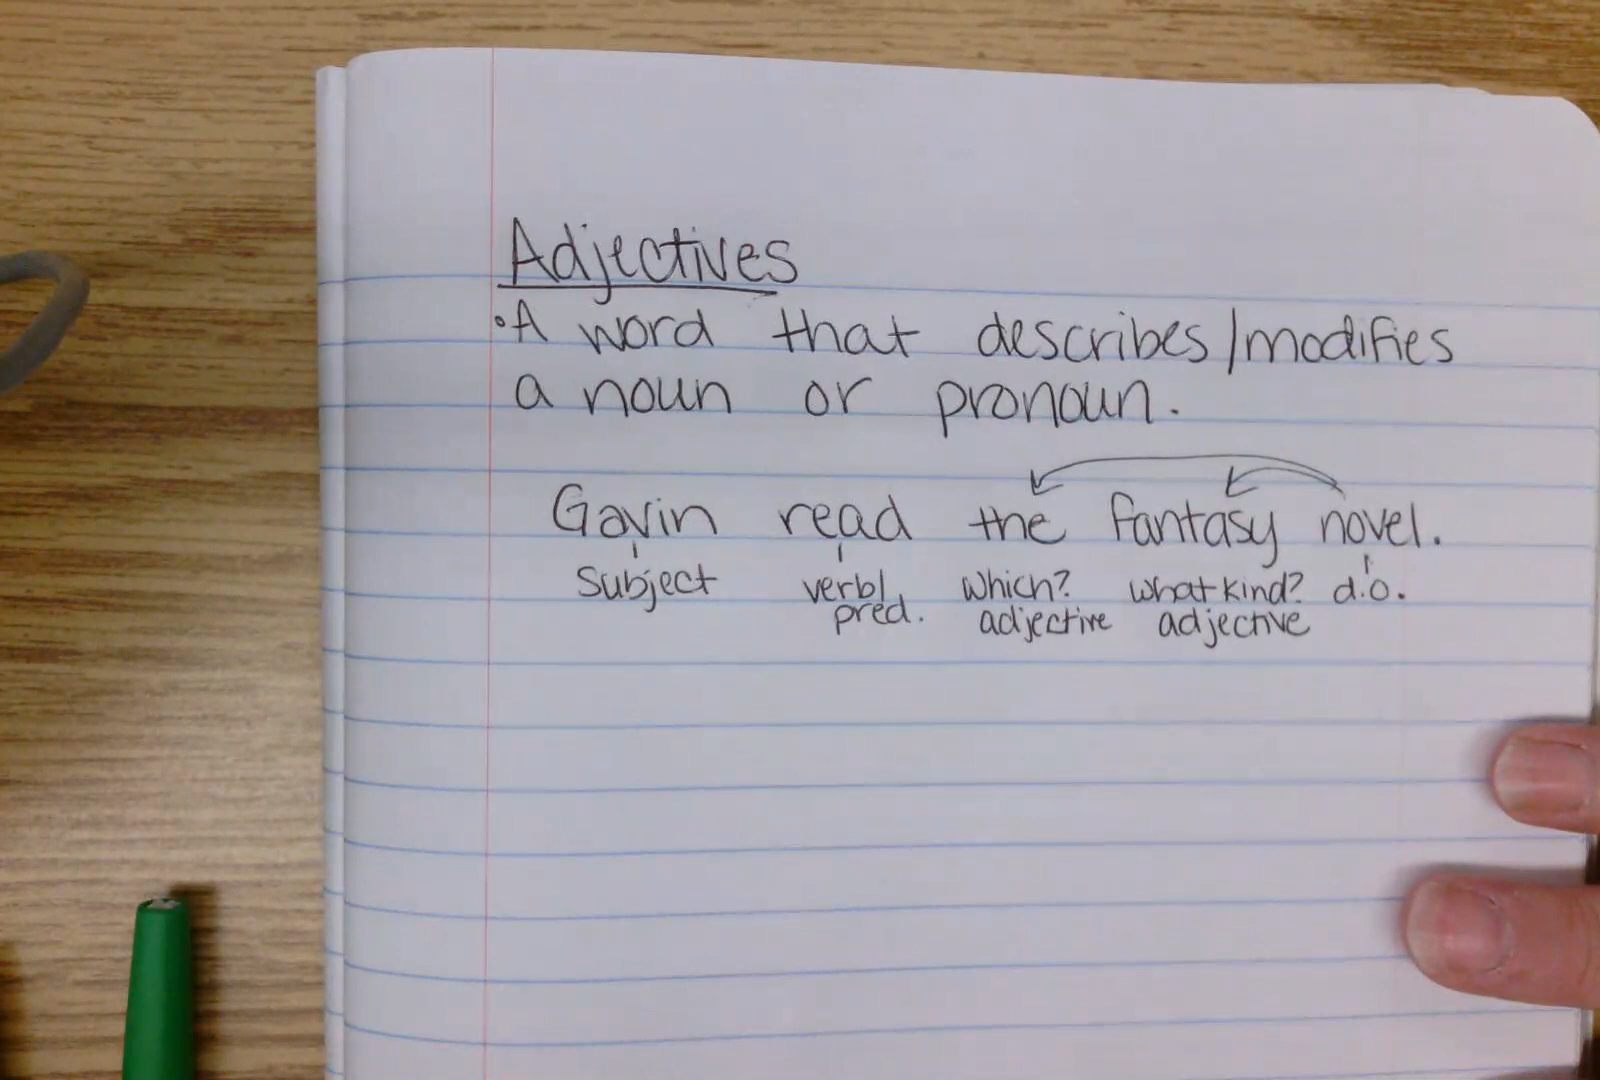 Adjectives
•A word that describes/modifies
a noun or pronoun.
Gavin read the fantasy novel.
subject verb/ which? what kind? d.o.
pred. adjective adjective